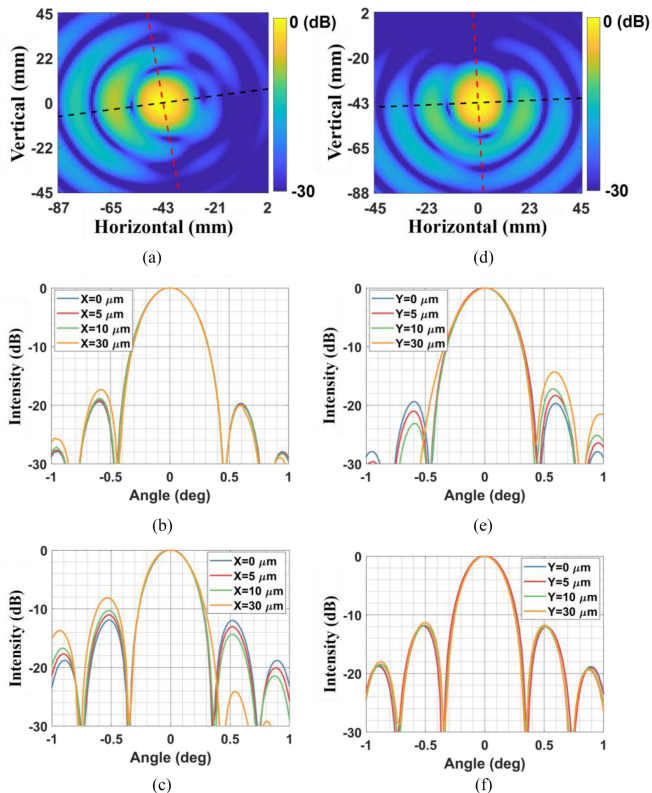 45
22
0
-22
-45
Vertical (mm)
-87 -65 -43 -21 2
Horizontal (mm)
0 (dB)
-30
(a)
2
-20
-43
-66
-88
Vertical (mm)
-45 -23 0 22 45
Horizontal (mm)
0 (dB)
-30
(d)
0
-10
-20
-30
Intensity (dB)
X=0 μm
X=5 μm
X=10 μm
X=30 μm
-1 -0.5 0 0.5 1
Angle (deg)
(b)
0
-10
-20
-30
Intensity (dB)
Y=0 μm
Y=5 μm
Y=10 μm
Y=30 μm
-1 -0.5 0 0.5 1
Angle (deg)
(e)
0
-10
-20
-30
Intensity (dB)
X=0 μm
X=5 μm
X=10 μm
X=30 μm
-1 -0.5 0 0.5 1
Angle (deg)
(c)
0
-10
-20
-30
Intensity (dB)
Y=0 μm
Y=5 μm
Y=10 μm
Y=30 μm
-1 -0.5 0 0.5 1
Angle (deg)
(f)